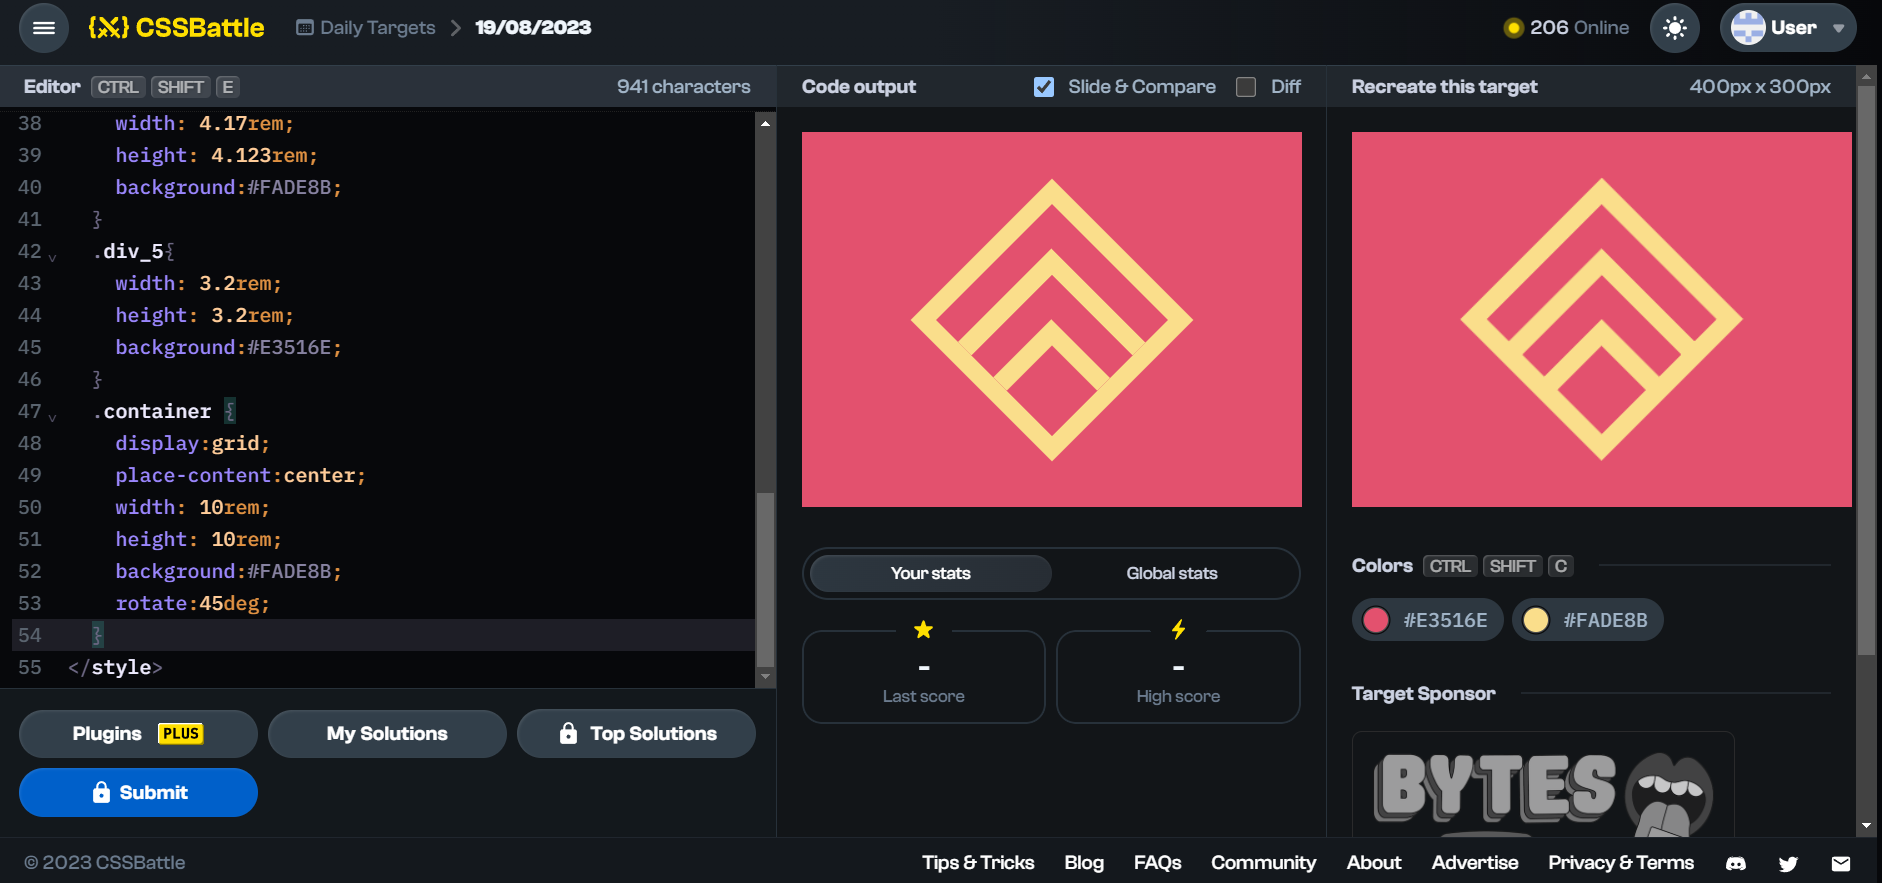 {X} CSSBattle
Daily Targets > 19/08/2023
206 Online
User
Editor CTRL SHIFT E
941 characters
38 width: 4.17rem;
39 height: 4.123rem;
40 background:#FADE8B;
41 }
42 .div_5{
43 width: 3.2rem;
44 height: 3.2rem;
45 background:#E3516E;
46 }
47 .container {
48 display:grid;
49 place-content:center;
50 width: 10rem;
51 height: 10rem;
52 background:#FADE8B;
53 rotate:45deg;
54 }
55 </style>
Plugins PLUS
My Solutions
Top Solutions
Submit
Code output
Slide & Compare
Diff
Your stats
Global stats
-
Last score
-
High score
Recreate this target
400px x 300px
Colors CTRL SHIFT C
#E3516E
#FADE8B
Target Sponsor
BYTES
© 2023 CSSBattle
Tips & Tricks
Blog
FAQs
Community
About
Advertise
Privacy & Terms